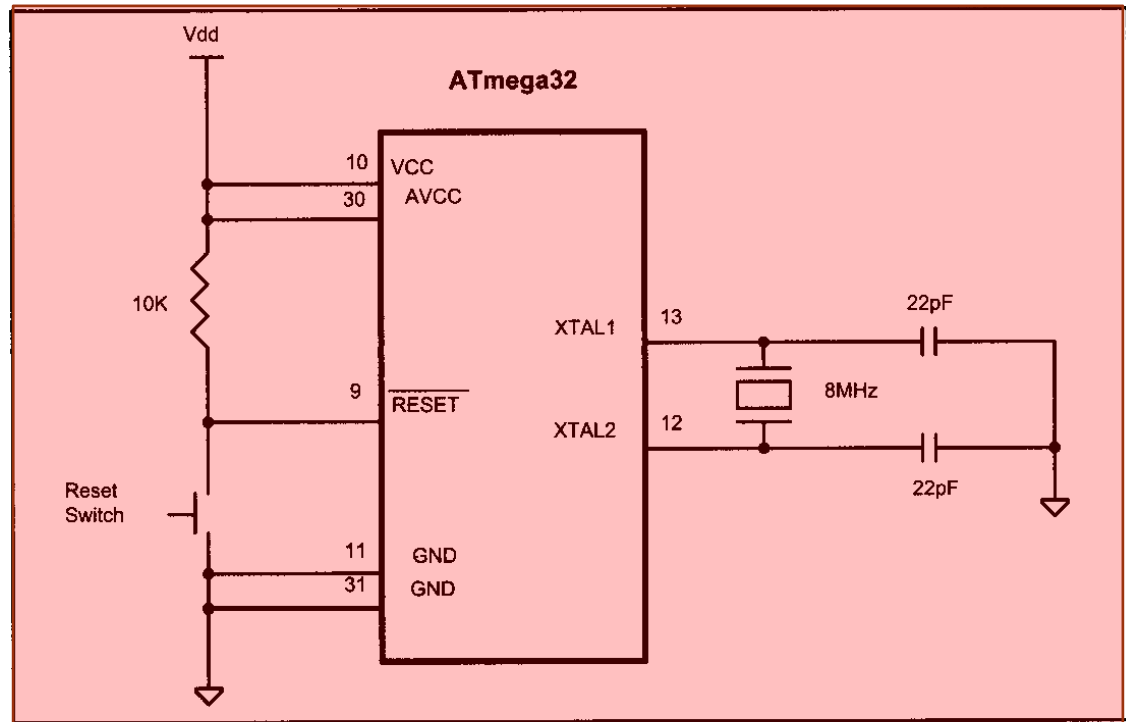 Vdd
ATmega32
10
VCC
30
AVCC
10K
XTAL1
13
22pF
9
RESET
8MHz
XTAL2
12
22pF
Reset
Switch
11
GND
31
GND